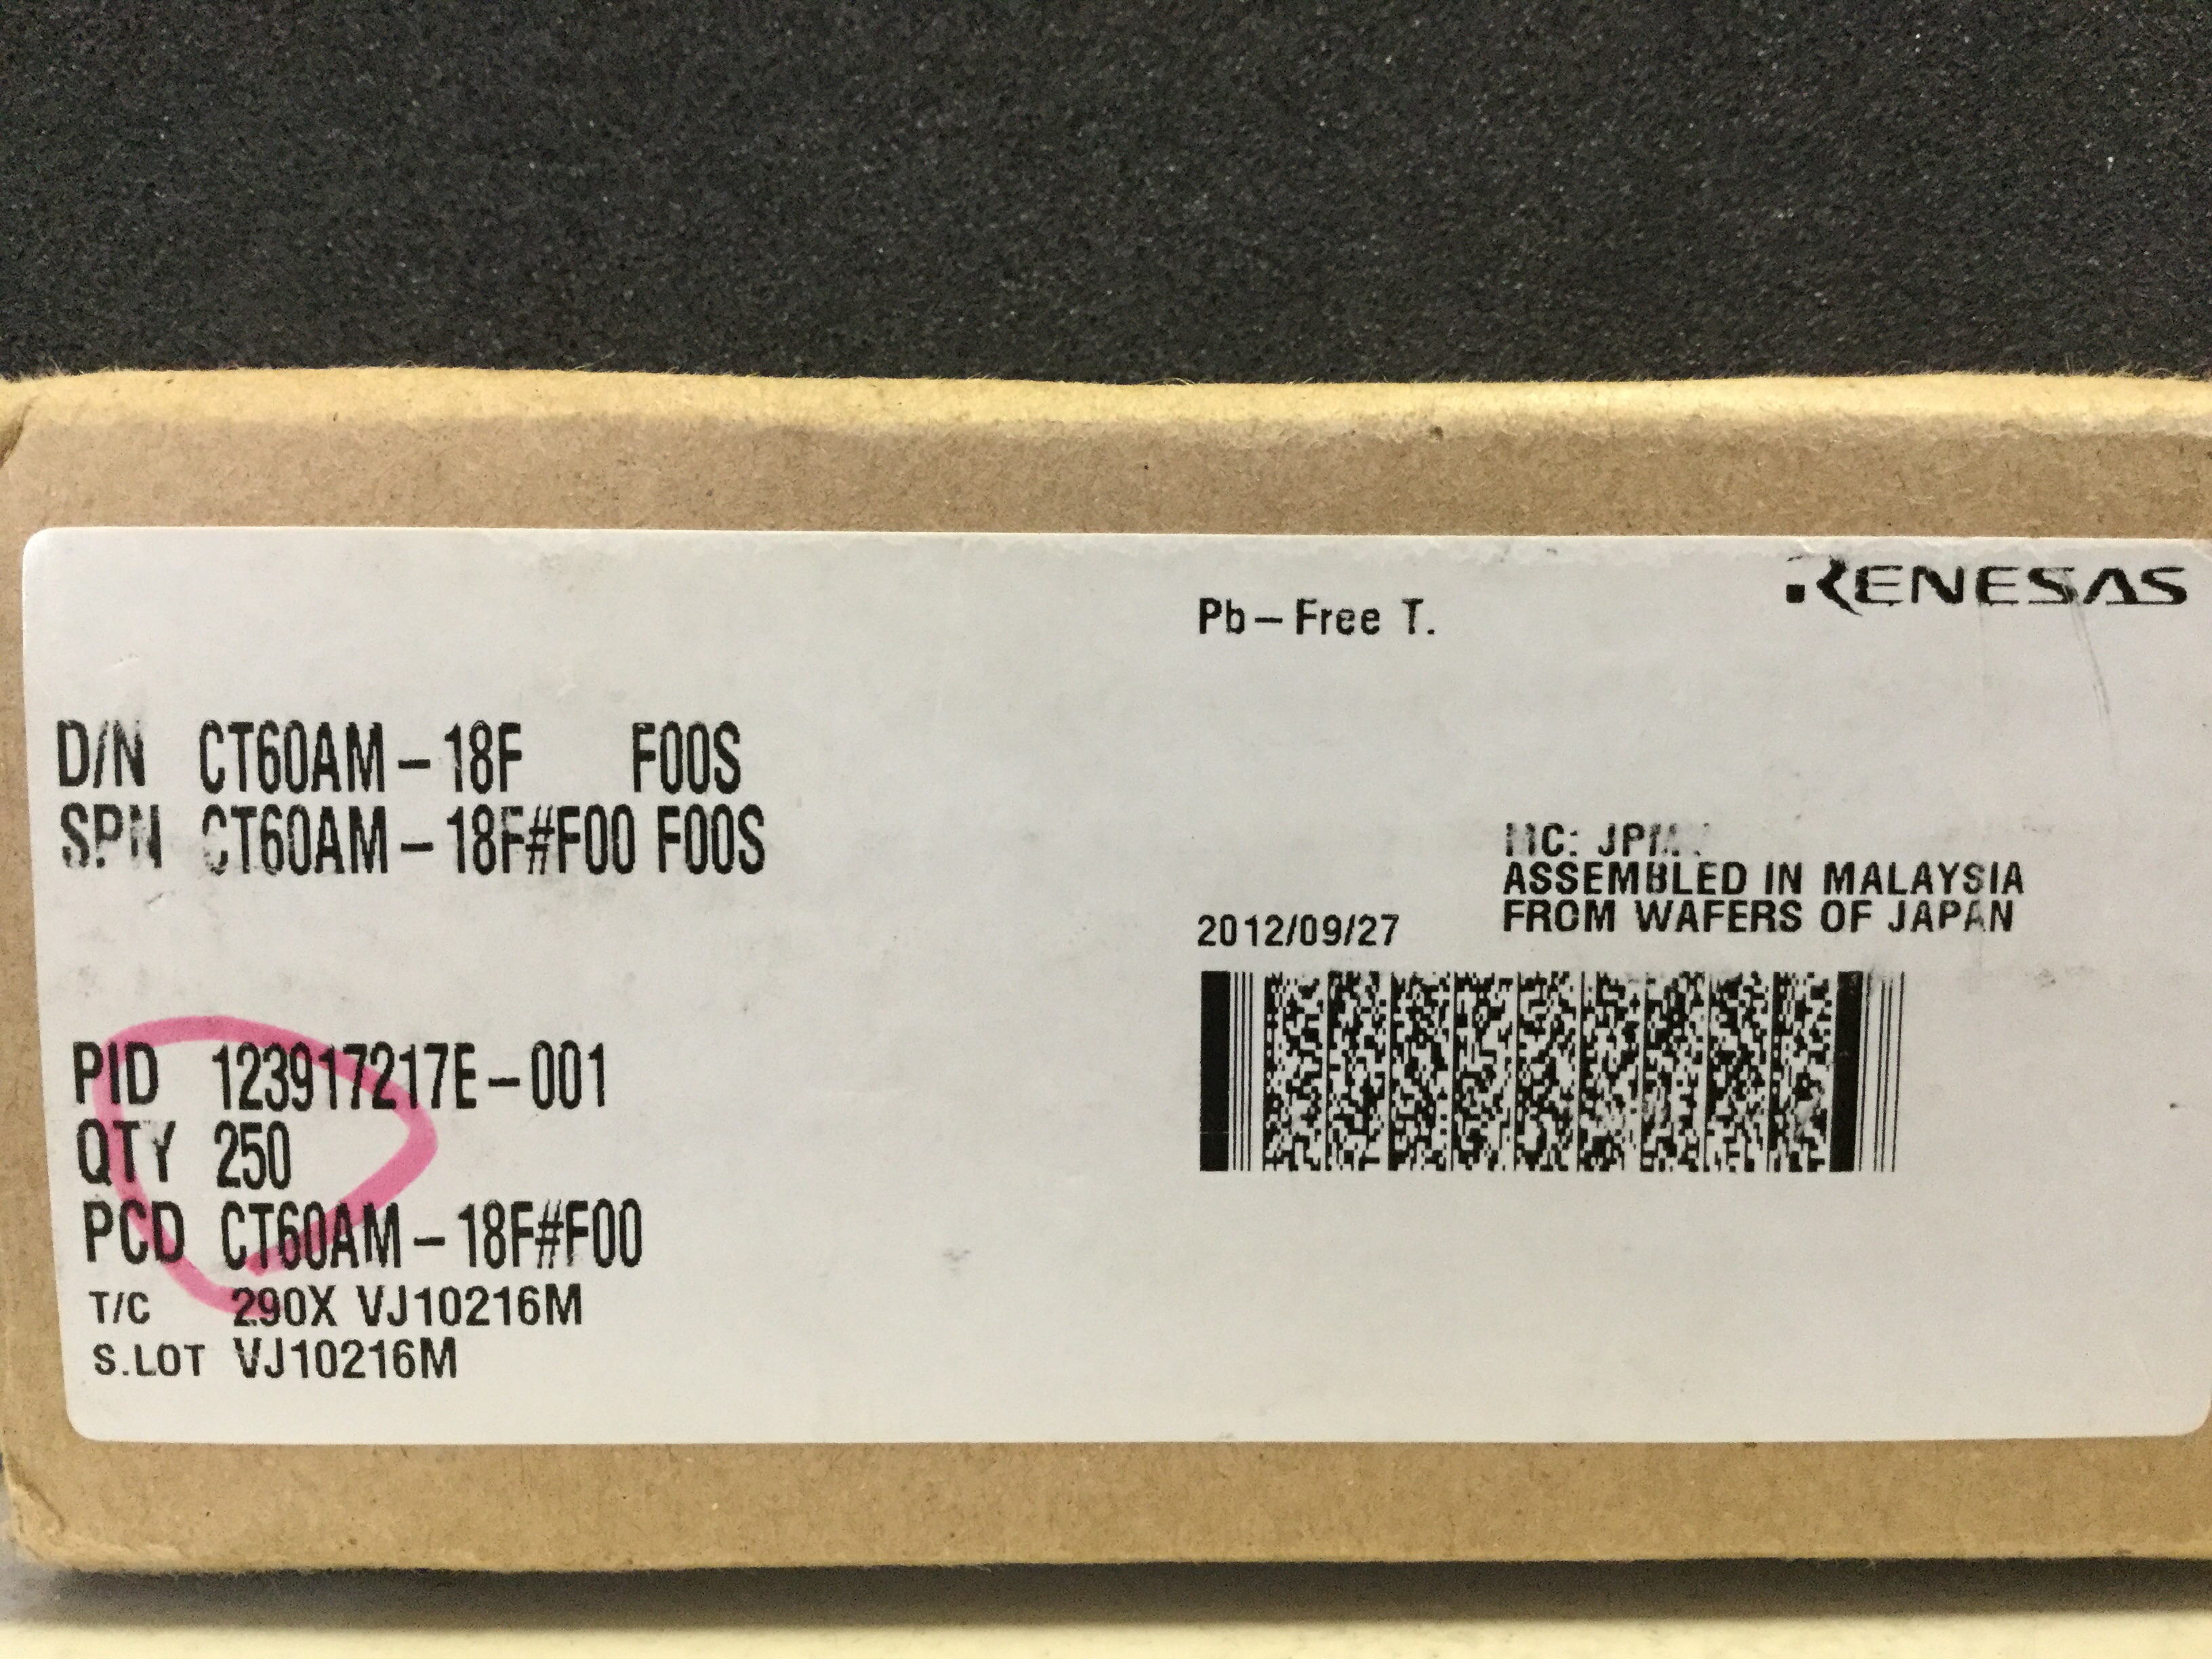 RENESAS
Pb-Free T.
D/N CT60AM-18F F00S
SPN CT60AM-18F#F00 F00S
ASSEMBLED IN MALAYSIA
2012/09/27 FROM WAFERS OF JAPAN
PID 123917217E-001
QTY 250
PCD CT60AM-18F#F00
T/C 290X VJ10216M
S.LOT VJ10216M